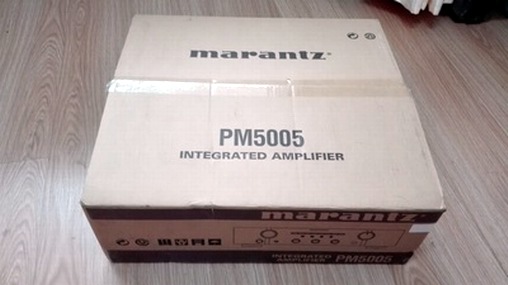 marantz®
PM5005
INTEGRATED AMPLIFIER
marantz®
INTEGRATED
AMPLIFIER PM5005